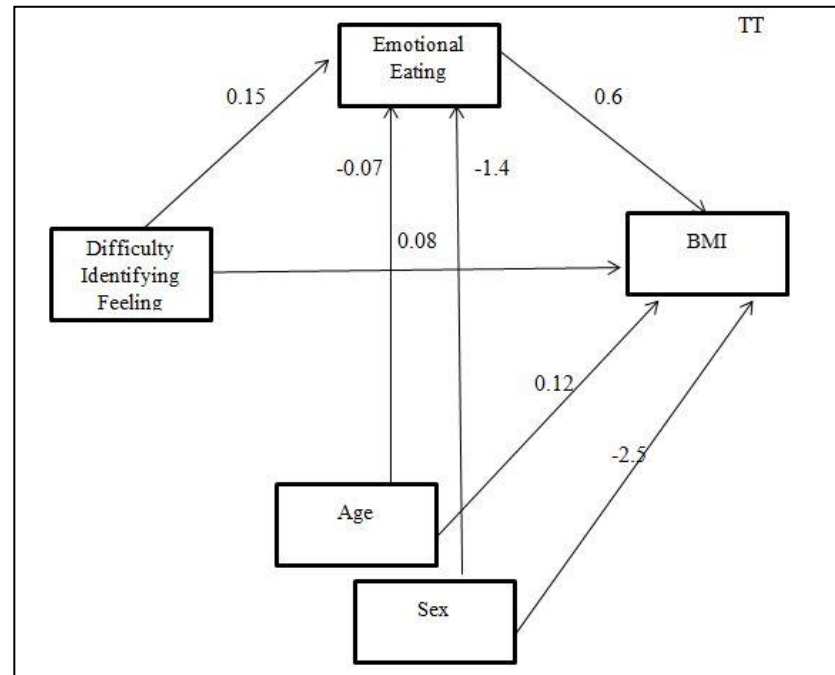 TT
Emotional
Eating
0.15
0.6
-0.07
-1.4
Difficulty
Identifying
Feeling
0.08
BMI
0.12
-2.5
Age
Sex